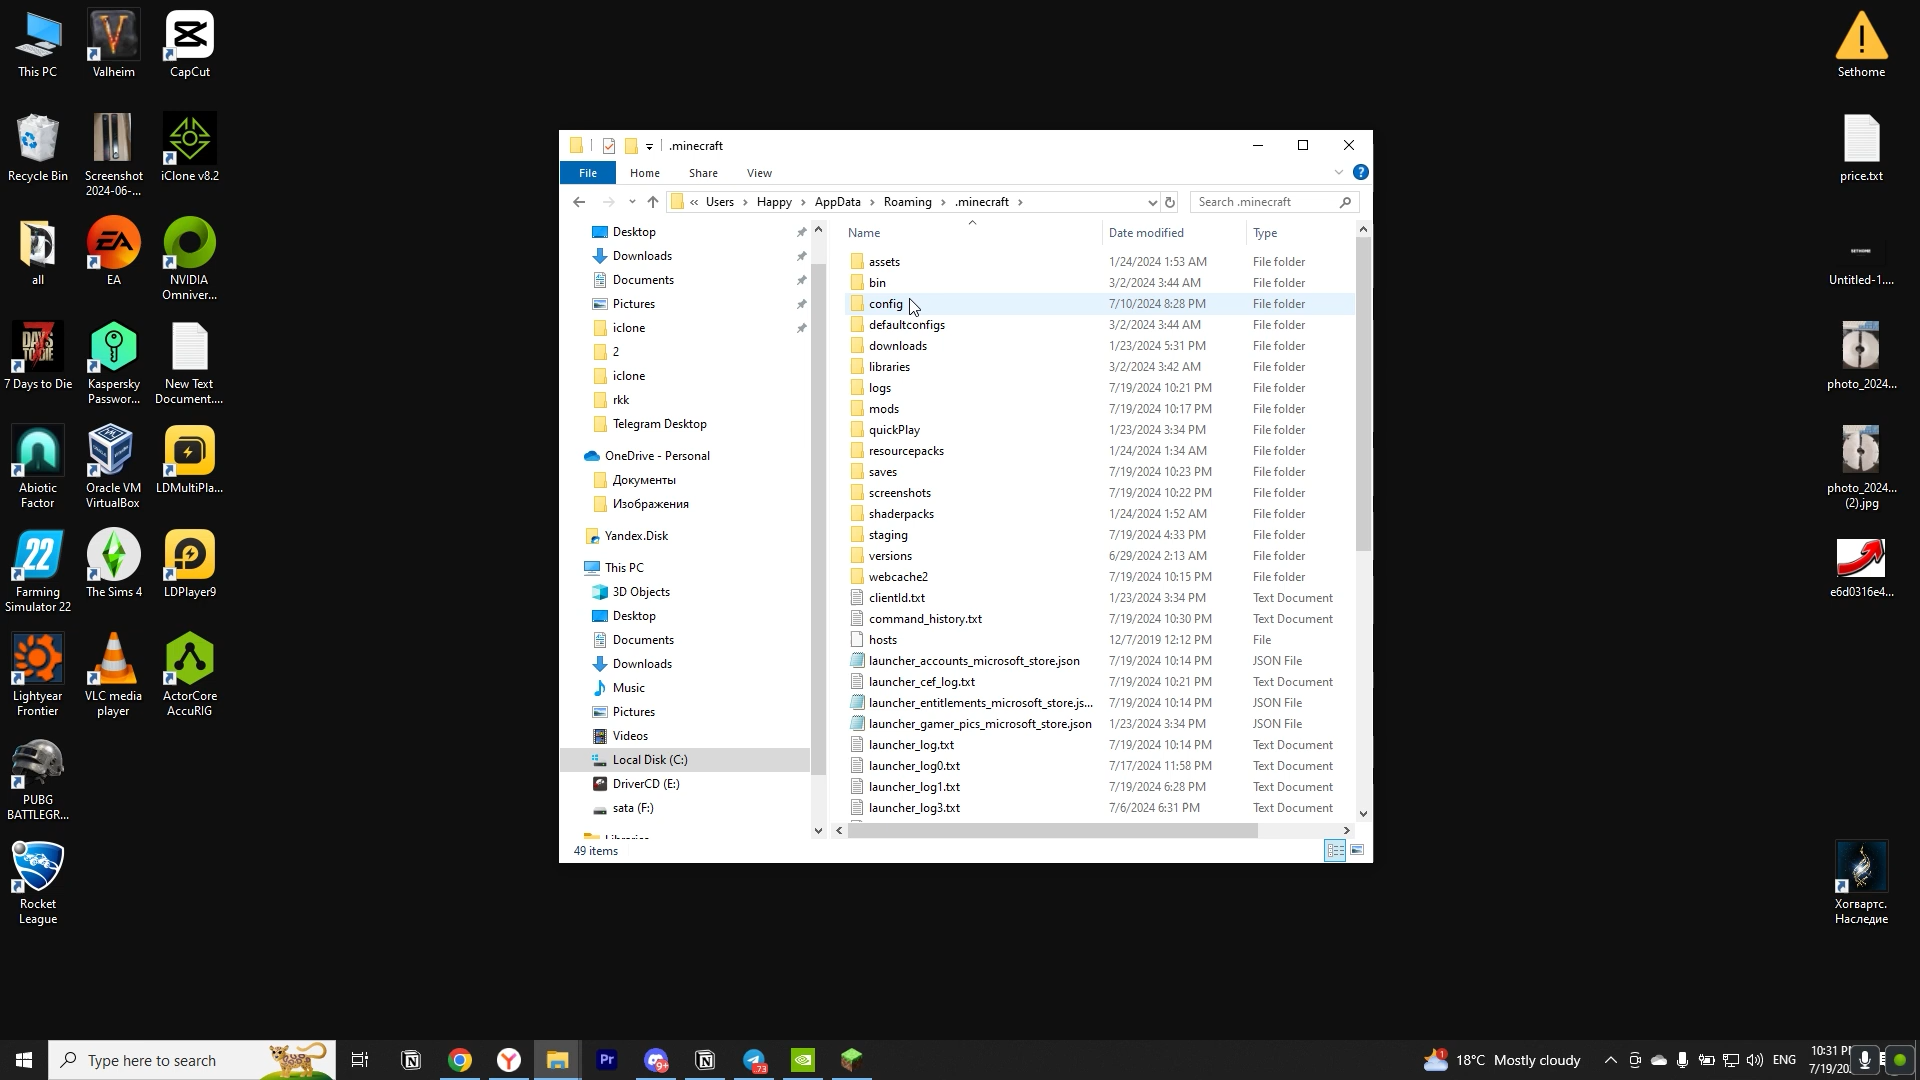 This PC
Valheim
CapCut
Recycle Bin
Screenshot
2024-06-...
iClone v8.2
all
EA
NVIDIA
Omniver...
7 Days to Die
Kaspersky
Passwor...
New Text
Document....
Abiotic
Factor
Oracle VM
VirtualBox
LDMultiPla...
Farming
Simulator 22
The Sims 4
LDPlayer9
Lightyear
Frontier
VLC media
player
ActorCore
AccuRIG
PUBG
BATTLEGR...
Rocket
League
.minecraft
File
Home
Share
View
« Users > Happy > AppData > Roaming > .minecraft >
Search .minecraft
Desktop
Downloads
Documents
Pictures
iclone
2
iclone
rkk
Telegram Desktop
OneDrive - Personal
Документы
Изображения
Yandex.Disk
This PC
3D Objects
Desktop
Documents
Downloads
Music
Pictures
Videos
Local Disk (C:)
DriverCD (E:)
sata (F:)
Name Date modified Type
assets 1/24/2024 1:53 AM File folder
bin 3/2/2024 3:44 AM File folder
config 7/10/2024 8:28 PM File folder
defaultconfigs 3/2/2024 3:44 AM File folder
downloads 1/23/2024 5:31 PM File folder
libraries 3/2/2024 3:42 AM File folder
logs 7/19/2024 10:21 PM File folder
mods 7/19/2024 10:17 PM File folder
quickPlay 1/23/2024 3:34 PM File folder
resourcepacks 1/24/2024 1:34 AM File folder
saves 7/19/2024 10:23 PM File folder
screenshots 7/19/2024 10:22 PM File folder
shaderpacks 1/24/2024 1:52 AM File folder
staging 7/19/2024 4:33 PM File folder
versions 6/29/2024 2:13 AM File folder
webcache2 7/19/2024 10:15 PM File folder
clientId.txt 1/23/2024 3:34 PM Text Document
command_history.txt 7/19/2024 10:30 PM Text Document
hosts 12/7/2019 12:12 PM File
launcher_accounts_microsoft_store.json 7/19/2024 10:14 PM JSON File
launcher_cef_log.txt 7/19/2024 10:21 PM Text Document
launcher_entitlements_microsoft_store.js... 7/19/2024 10:14 PM JSON File
launcher_gamer_pics_microsoft_store.json 1/23/2024 3:34 PM JSON File
launcher_log.txt 7/19/2024 10:14 PM Text Document
launcher_log0.txt 7/17/2024 11:58 PM Text Document
launcher_log1.txt 7/19/2024 6:28 PM Text Document
launcher_log3.txt 7/6/2024 6:31 PM Text Document
49 items
Sethome
price.txt
SETHOME
Untitled-1....
photo_2024...
photo_2024...
(2).jpg
e6d0316e4...
Хогвартс.
Наследие
Type here to search
18°C Mostly cloudy
ENG
10:31
7/19/20